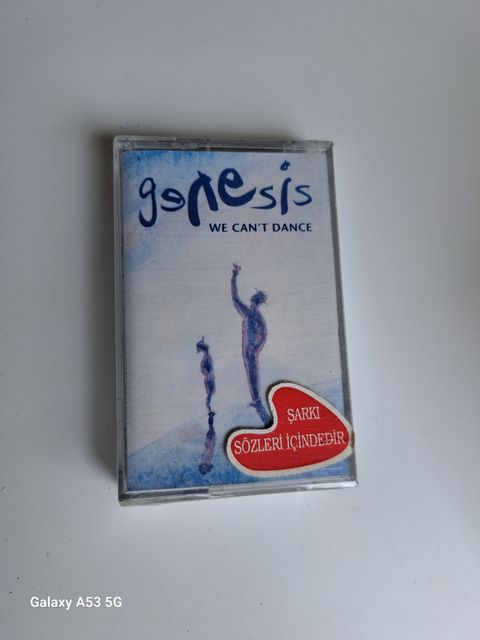 genesis
WE CAN'T DANCE
ŞARKI
SÖZLERİ İÇİNDEDİR
Galaxy A53 5G